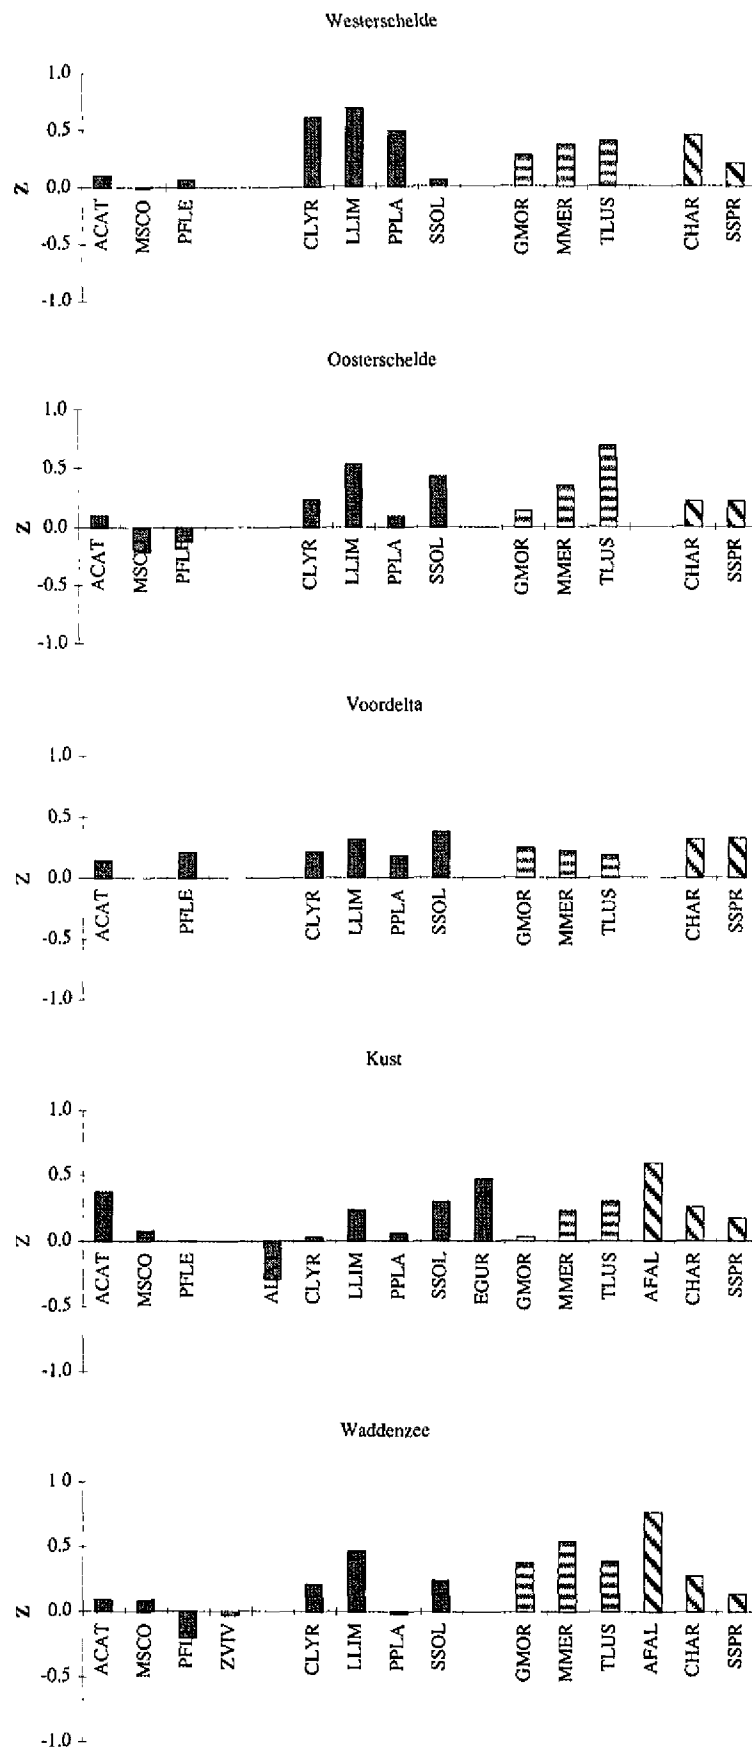 Westerschelde
1.0
0.5
0.0
-0.5
-1.0
Z
ACAT MSCO PFLE CLYR LLIM PPLA SSOL GMOR MMER TLUS CHAR SSPR
Oosterschelde
1.0
0.5
0.0
-0.5
-1.0
Z
ACAT MSCO PFLE CLYR LLIM PPLA SSOL GMOR MMER TLUS CHAR SSPR
Voordelta
1.0
0.5
0.0
-0.5
-1.0
Z
ACAT PFLE CLYR LLIM PPLA SSOL GMOR MMER TLUS CHAR SSPR
Kust
1.0
0.5
0.0
-0.5
-1.0
Z
ACAT MSCO PFLE CLYR LLIM PPLA SSOL EGUR GMOR MMER TLUS AFAL CHAR SSPR
Waddenzee
1 0
0.5
0.0
-0.5
-1.0
Z
ACAT MSCO ZVIV CLYR LLIM PPLA SSOL GMOR MMER TLUS AFAL CHAR SSPR